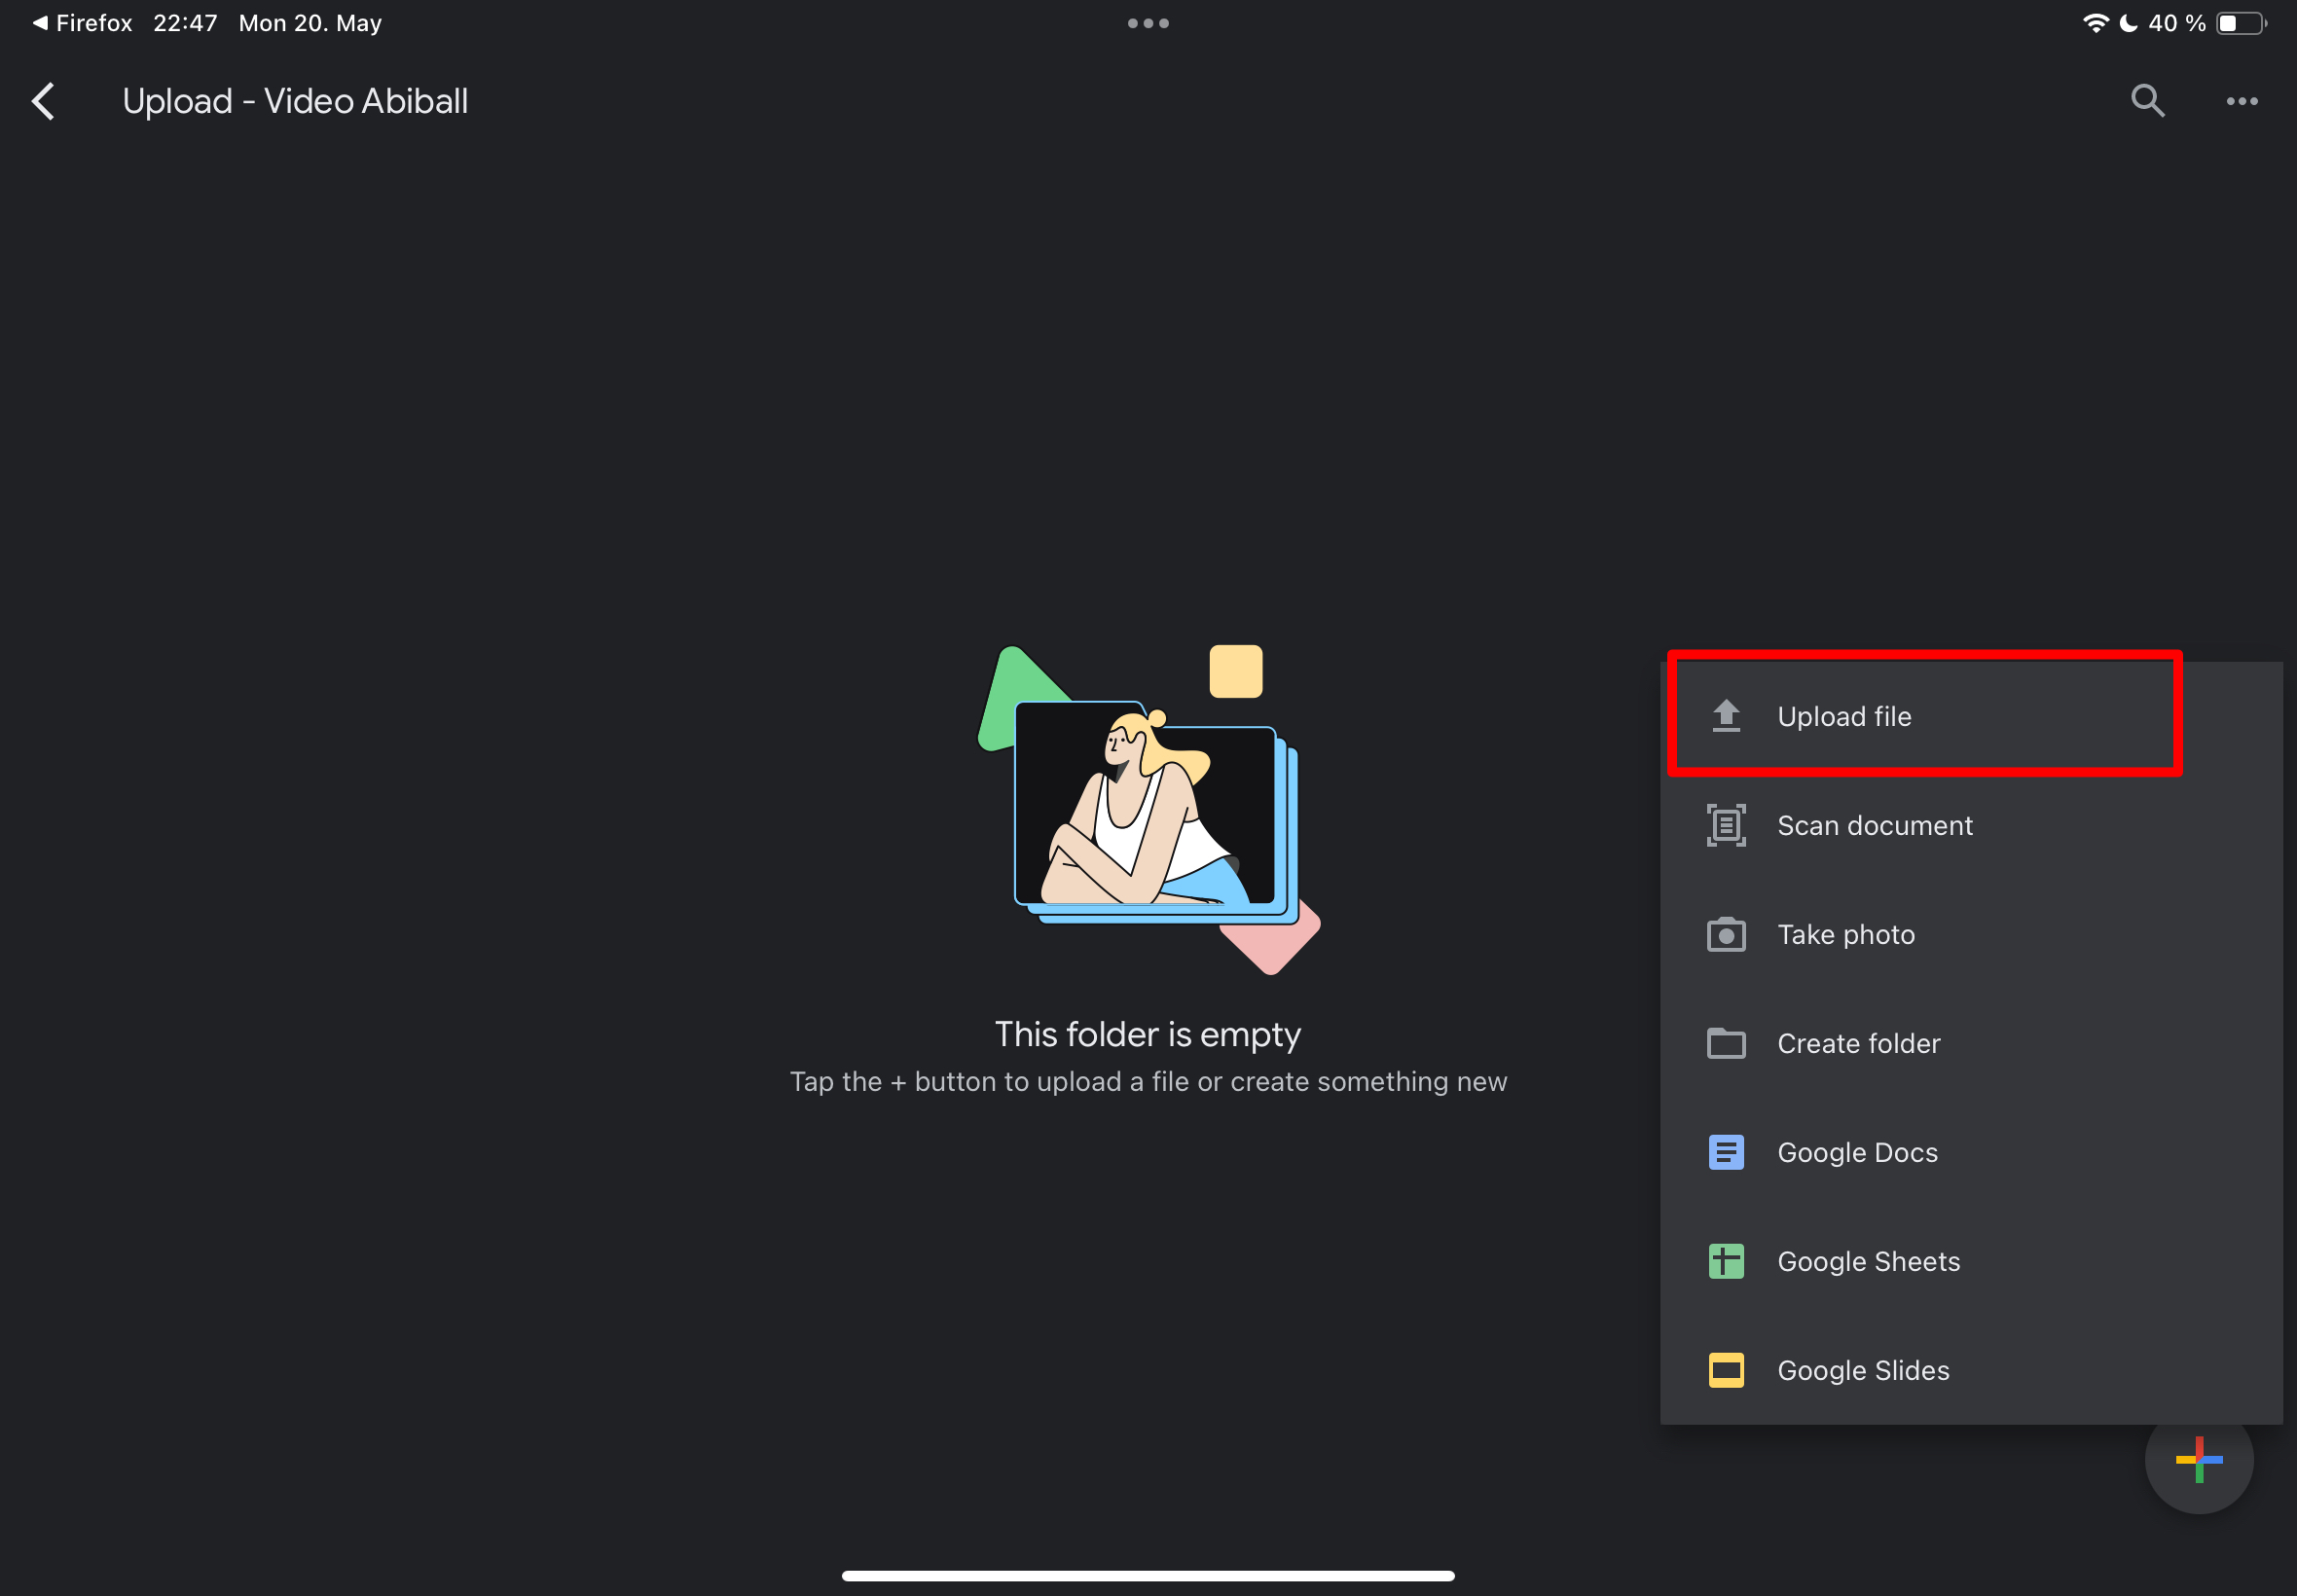 Firefox 22:47 Mon 20. May 40 %
Upload - Video Abiball
Upload file
Scan document
Take photo
Create folder
Google Docs
Google Sheets
Google Slides
This folder is empty
Tap the + button to upload a file or create something new